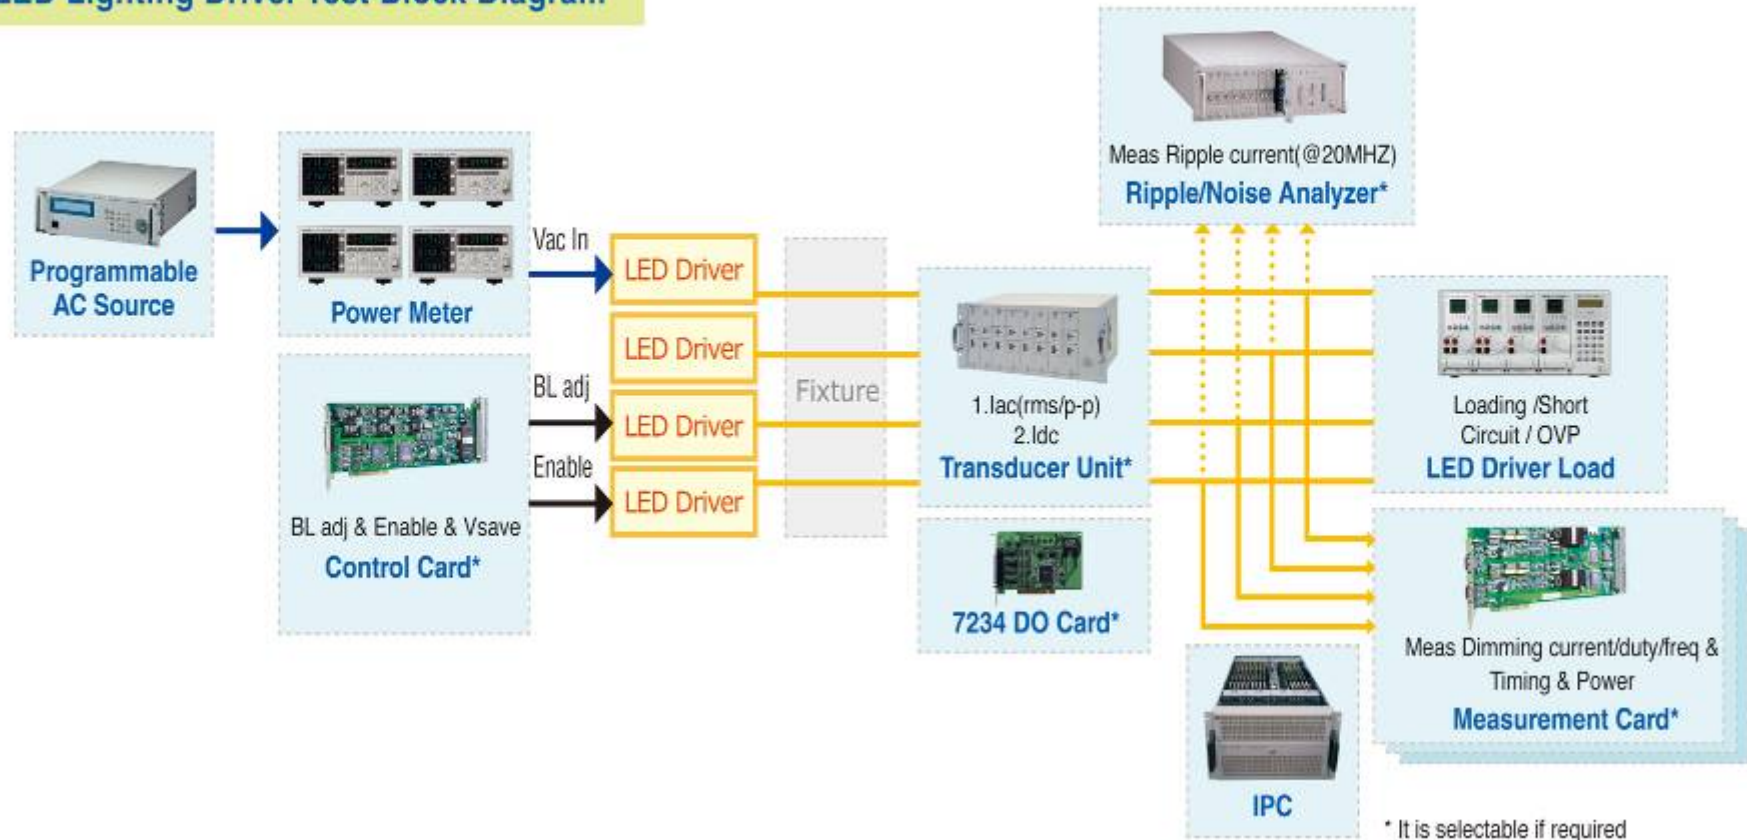 LED Lighting Driver Test Block Diagram
Meas Ripple current(@20MHZ)
Ripple/Noise Analyzer*
Programmable
AC Source
Power Meter
Vac In
LED Driver
LED Driver
LED Driver
LED Driver
BL adj
Enable
BL adj & Enable & Vsave
Control Card*
Fixture
1.Iac(rms/p-p)
2.Idc
Transducer Unit*
7234 DO Card*
Loading /Short
Circuit / OVP
LED Driver Load
Meas Dimming current/duty/freq &
Timing & Power
Measurement Card*
IPC
* It is selectable if required